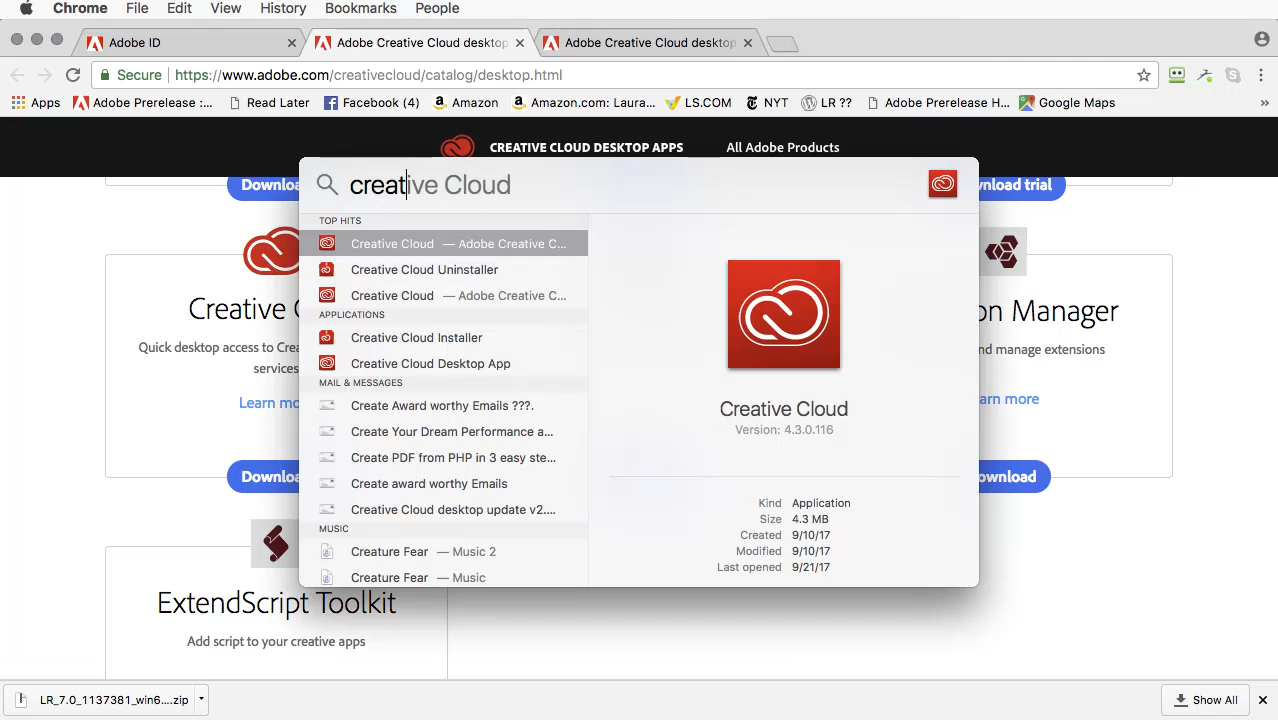 Chrome File Edit View History Bookmarks People
Adobe ID
Adobe Creative Cloud desktop
Adobe Creative Cloud desktop
Secure https://www.adobe.com/creativecloud/catalog/desktop.html
Apps Adobe Prerelease :... Read Later Facebook (4) Amazon Amazon.com: Laura... LS.COM NYT LR ?? Adobe Prerelease H... Google Maps »
CREATIVE CLOUD DESKTOP APPS All Adobe Products
creative Cloud
TOP HITS
Creative Cloud — Adobe Creative C...
Creative Cloud Uninstaller
Creative Cloud — Adobe Creative C...
APPLICATIONS
Creative Cloud Installer
Creative Cloud Desktop App
MAIL & MESSAGES
Create Award worthy Emails ???.
Create Your Dream Performance a...
Create PDF from PHP in 3 easy ste...
Create award worthy Emails
Creative Cloud desktop update v2....
MUSIC
Creature Fear — Music 2
Creature Fear — Music
Creative Cloud
Version: 4.3.0.116
Kind Application
Size 4.3 MB
Created 9/10/17
Modified 9/10/17
Last opened 9/21/17
Downloa
wnload trial
Creative C
Quick desktop access to Crea
services
Learn mo
Downloa
on Manager
nd manage extensions
arn more
ownload
ExtendScript Toolkit
Add script to your creative apps
LR_7.0_1137381_win6....zip
Show All